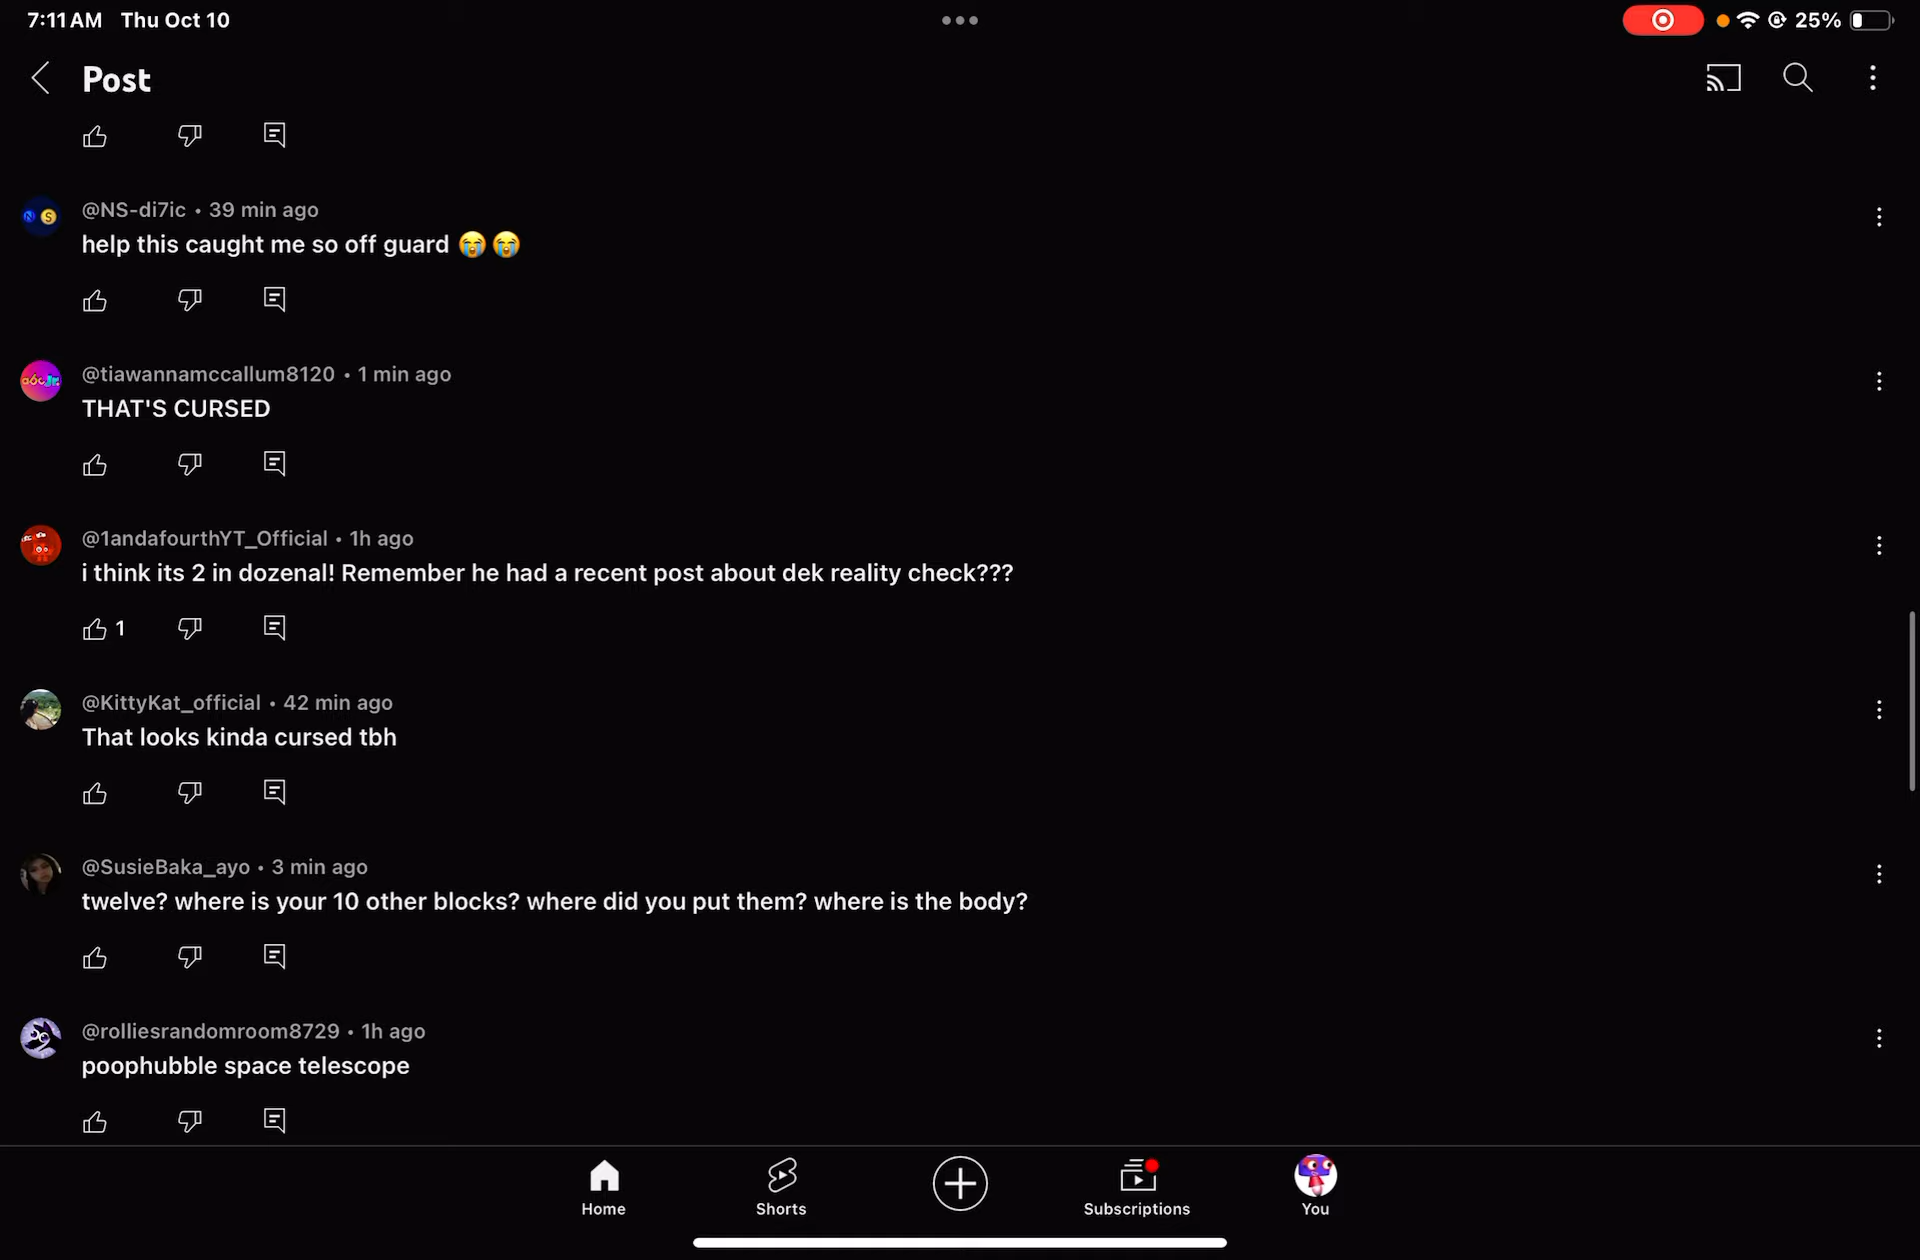 7:11 AM Thu Oct 10
25%
Post
@NS-di7ic • 39 min ago
help this caught me so off guard 😭😭
@tiawannamccallum8120 • 1 min ago
THAT'S CURSED
@1andafourthYT_Official • 1h ago
i think its 2 in dozenal! Remember he had a recent post about dek reality check???
1
@KittyKat_official • 42 min ago
That looks kinda cursed tbh
@SusieBaka_ayo • 3 min ago
twelve? where is your 10 other blocks? where did you put them? where is the body?
@rolliesrandomroom8729 • 1h ago
poophubble space telescope
Home
Shorts
Subscriptions
You